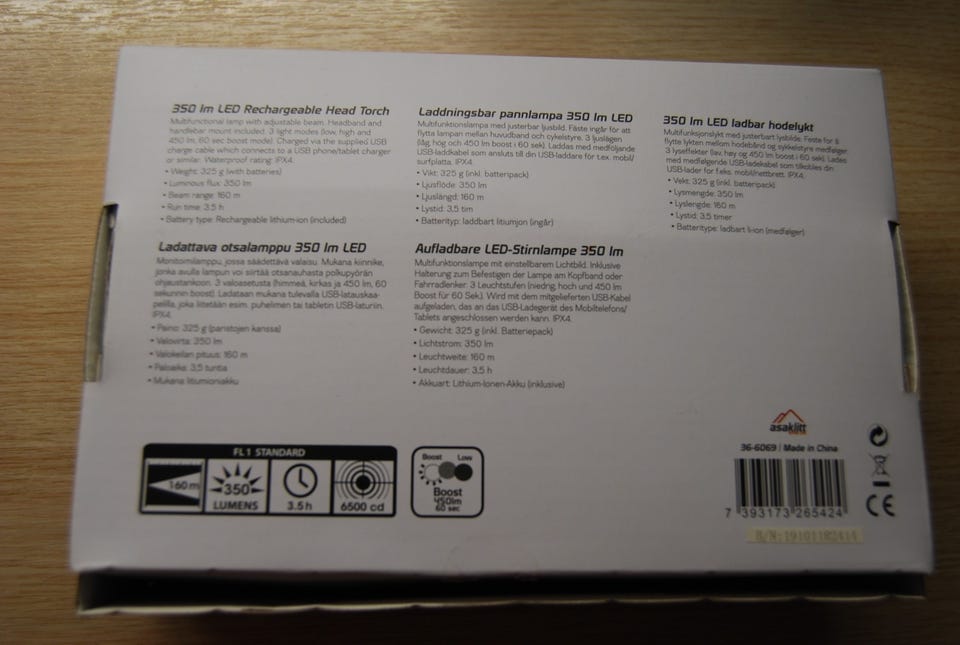 350 lm LED Rechargeable Head Torch
Multifunctional lamp with adjustable beam. Headband and
handlebar mount included. 3 light modes (low, high and
450 lm, 60 sec boost mode). Charged via the supplied USB
charge cable which connects to a USB phone/tablet charger
or similar. Waterproof rating: IPX4.
• Weight: 325 g (with batteries)
• Luminous flux: 350 lm
• Beam range: 160 m
• Run time: 3.5 h
• Battery type: Rechargeable lithium-ion (included)
Laddningsbar pannlampa 350 lm LED
Multifunktionslampa med justerbar ljusbild. Fäste ingår för att
flytta lampan mellan huvudband och cykelstyre. 3 ljuslägen
(låg, hög och 450 lm boost i 60 sek). Laddas med medföljande
USB-laddkabel som ansluts till din USB-laddare för t.ex. mobil/
surfplatta. IPX4.
• Vikt: 325 g (inkl. batteripack)
• Ljusflöde: 350 lm
• Ljuslängd: 160 m
• Lystid: 3,5 tim
• Batterityp: laddbart litiumjon (ingår)
350 lm LED ladbar hodelykt
Multifunksjonslykt med justerbart lysbilde. Feste for å
flytte lykten mellom hodebånd og sykkelstyre medfølger.
3 lyseffekter (lav, høy og 450 lm boost i 60 sek). Lades
med medfølgende USB-ladekabel som tilkobles din
USB-lader for f.eks. mobil/nettbrett. IPX4.
• Vekt: 325 g (inkl. batteripack)
• Lysmengde: 350 lm
• Lyslengde: 160 m
• Lystid: 3,5 timer
• Batteritype: ladbart li-ion (medfølger)
Ladattava otsalamppu 350 lm LED
Monitoimilamppu, jossa säädettävä valaisu. Mukana kiinnike,
jonka avulla lampun voi siirtää otsanauhasta polkupyörän
ohjaustankoon. 3 valoasetusta (himmeä, kirkas ja 450 lm, 60
sekunnin boost). Ladataan mukana tulevalla USB-latauskaa-
pelilla, joka liitetään esim. puhelimen tai tabletin USB-laturiin.
IPX4.
• Paino: 325 g (paristojen kanssa)
• Valovirta: 350 lm
• Valokeilan pituus: 160 m
• Paloaika: 3,5 tuntia
• Mukana litiumioniakku
Aufladbare LED-Stirnlampe 350 lm
Multifunktionslampe mit einstellbarem Lichtbild. Inklusive
Halterung zum Befestigen der Lampe am Kopfband oder
Fahrradlenker. 3 Leuchtstufen (niedrig, hoch und 450 lm
Boost für 60 Sek). Wird mit dem mitgelieferten USB-Kabel
aufgeladen, das an das USB-Ladegerät des Mobiltelefons/
Tablets angeschlossen werden kann. IPX4.
• Gewicht: 325 g (inkl. Batteriepack)
• Lichtstrom: 350 lm
• Leuchtweite: 160 m
• Leuchtdauer: 3,5 h
• Akkuart: Lithium-Ionen-Akku (inklusive)
FL1 STANDARD
160 m
350
LUMENS
3.5 h
6500 cd
Boost Low
Boost
450lm
60 sec
asaklitt
36-6069 | Made in China
7 393173 265424
CE
B/N:19101182414